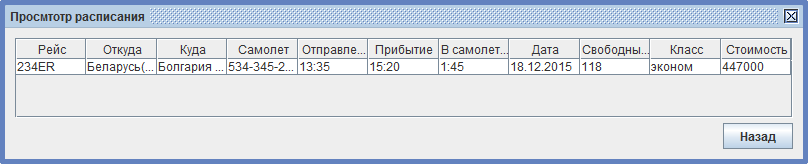 Просмтотр расписания
Рейс Откуда Куда Самолет Отправле... Прибытие В самолет... Дата Свободны... Класс Стоимость
234ER Беларусь(... Болгария ... 534-345-2... 13:35 15:20 1:45 18.12.2015 118 эконом 447000
Назад